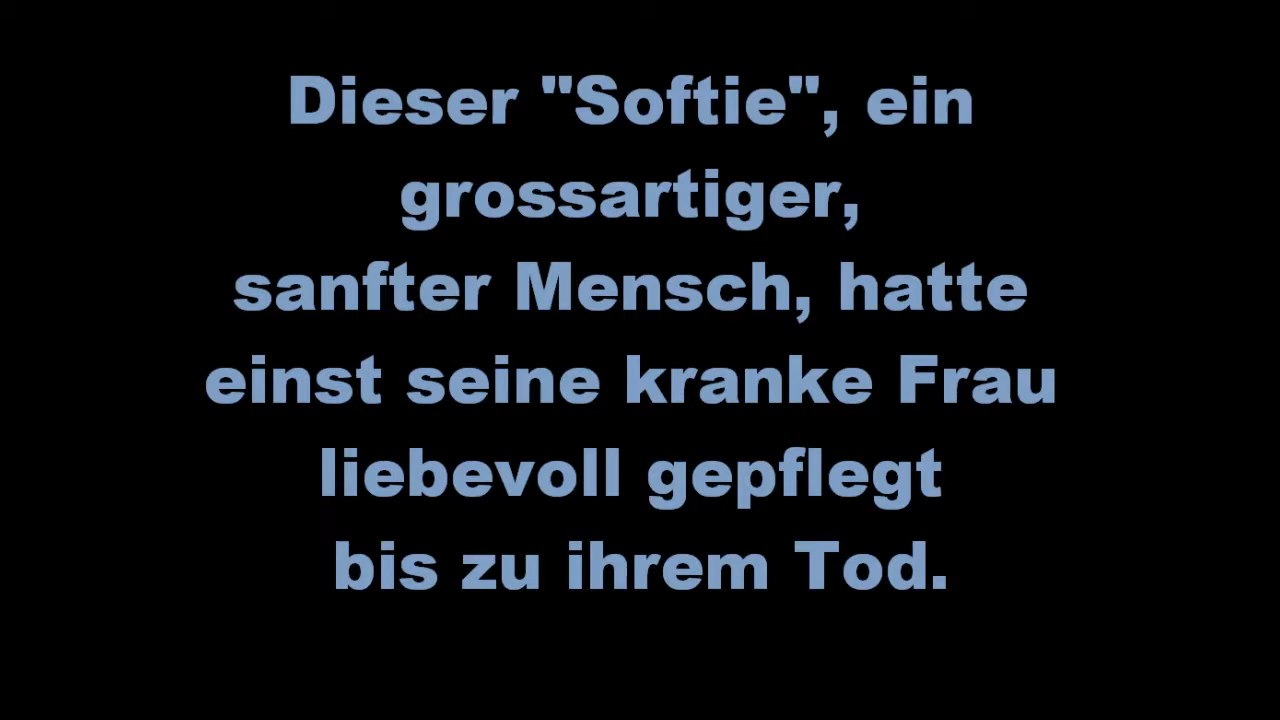 Dieser "Softie", ein
grossartiger,
sanfter Mensch, hatte
einst seine kranke Frau
liebevoll gepflegt
bis zu ihrem Tod.